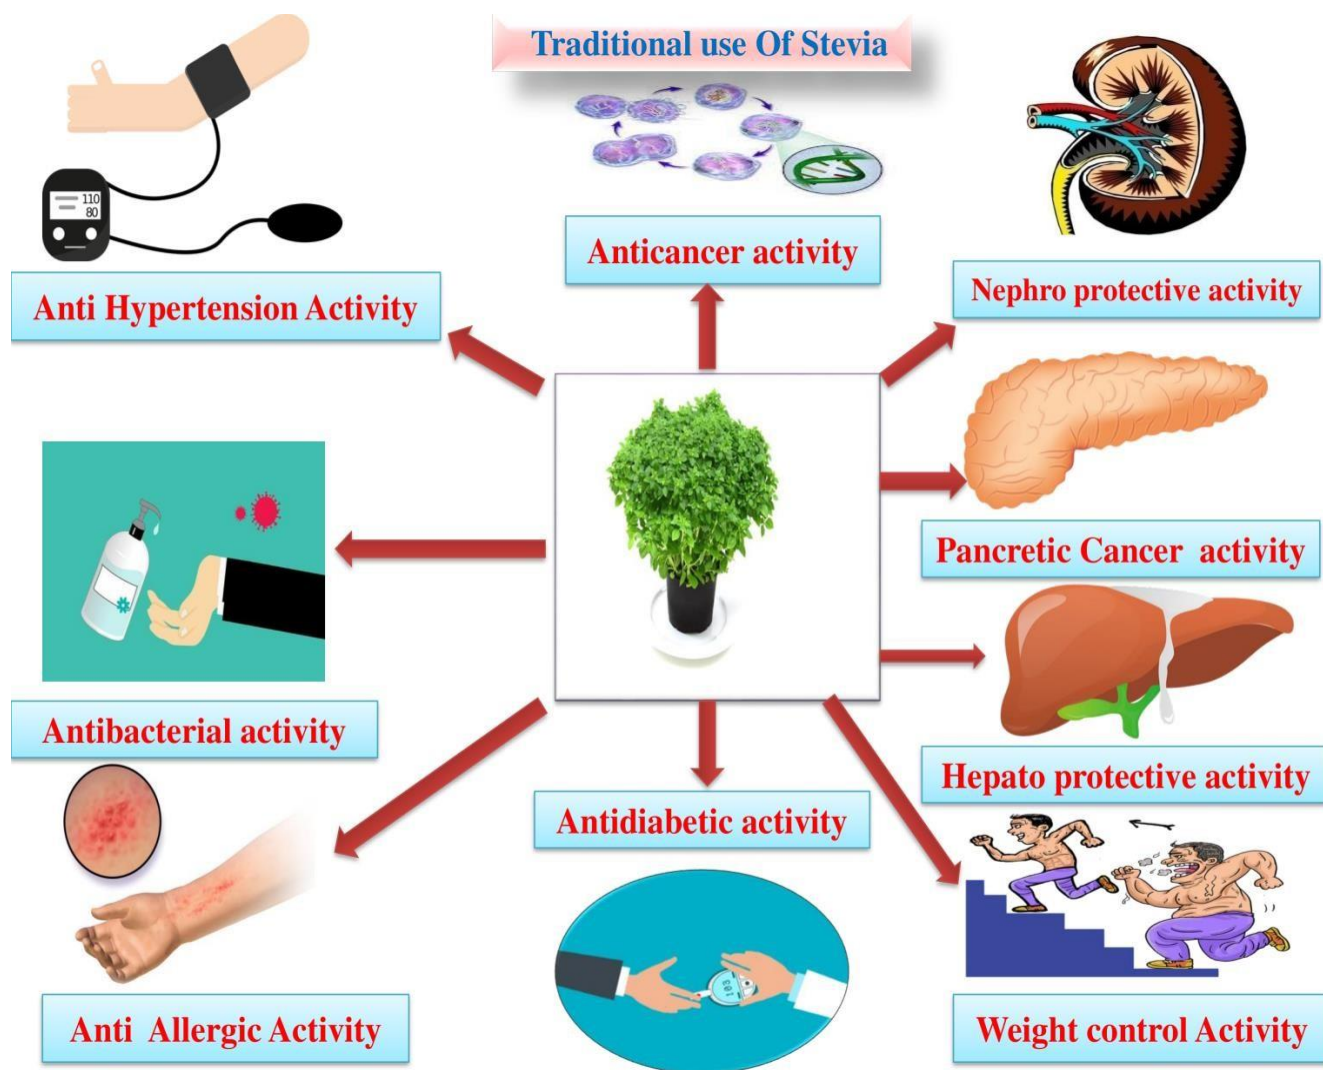 Traditional use Of Stevia
110
80
Anticancer activity
Anti Hypertension Activity
Nephro protective activity
Pancretic Cancer  activity
Antibacterial activity
Hepato protective activity
Antidiabetic activity
Anti  Allergic Activity
Weight control Activity